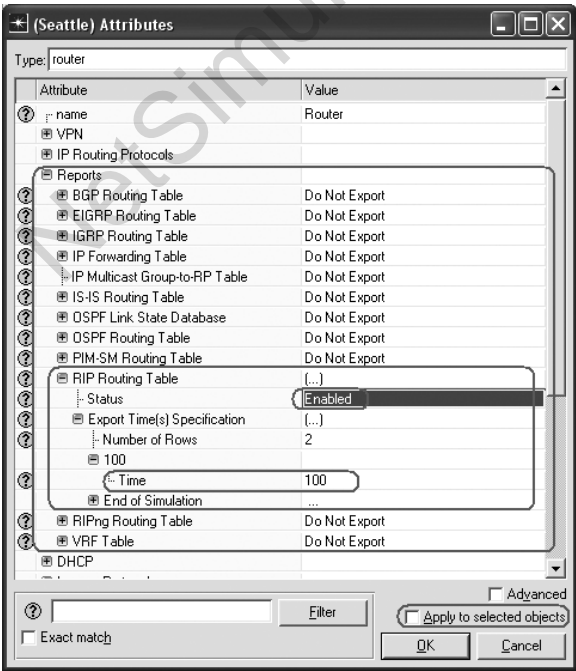 (Seattle) Attributes
Type: router
Attribute Value
name Router
VPN
IP Routing Protocols
Reports
BGP Routing Table Do Not Export
EIGRP Routing Table Do Not Export
IGRP Routing Table Do Not Export
IP Forwarding Table Do Not Export
IP Multicast Group-to-RP Table Do Not Export
IS-IS Routing Table Do Not Export
OSPF Link State Database Do Not Export
OSPF Routing Table Do Not Export
PIM-SM Routing Table Do Not Export
RIP Routing Table (...)
Status Enabled
Export Time(s) Specification (...)
Number of Rows 2
100
Time 100
End of Simulation ...
RIPng Routing Table Do Not Export
VRF Table Do Not Export
DHCP
Advanced
Filter
Apply to selected objects
Exact match
OK Cancel
NetSimu